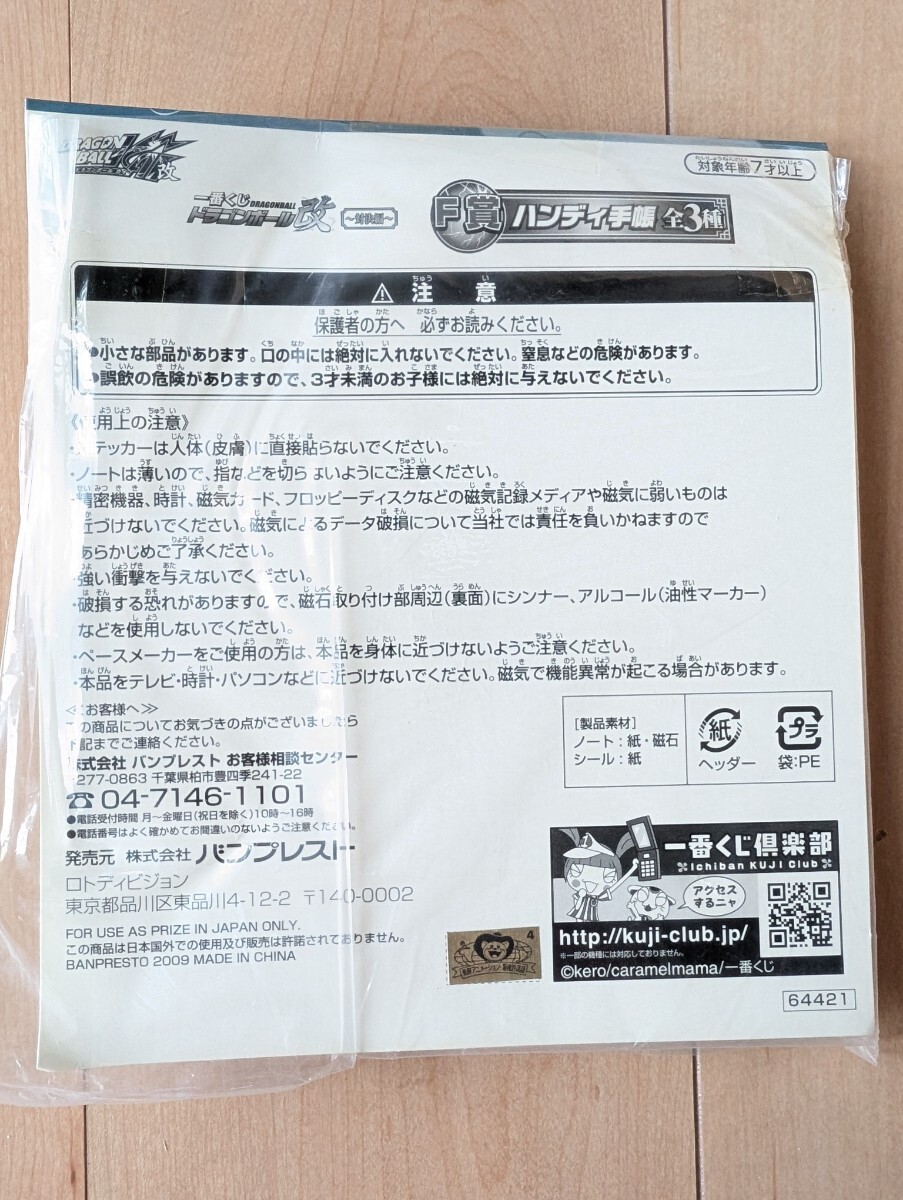 DRAGON BALL KAI 改
対象年齢7才以上
一番くじ DRAGONBALL ドラゴンボール改 〜対決編〜
F賞 ハンディ手帳 全3種
⚠ 注意
保護者の方へ 必ずお読みください。
●小さな部品があります。口の中には絶対に入れないでください。窒息などの危険があります。
●誤飲の危険がありますので、3才未満のお子様には絶対に与えないでください。
《使用上の注意》
・ステッカーは人体(皮膚)に直接貼らないでください。
・ノートは薄いので、指などを切らないようにご注意ください。
・精密機器、時計、磁気カード、フロッピーディスクなどの磁気記録メディアや磁気に弱いものは
近づけないでください。磁気によるデータ破損について当社では責任を負いかねますので
あらかじめご了承ください。
・強い衝撃を与えないでください。
・破損する恐れがありますので、磁石取り付け部周辺(裏面)にシンナー、アルコール(油性マーカー)
などを使用しないでください。
・ペースメーカーをご使用の方は、本品を身体に近づけないようご注意ください。
・本品をテレビ・時計・パソコンなどに近づけないでください。磁気で機能異常が起こる場合があります。
≪お客様へ≫
この商品についてお気づきの点がございましたら
下記までご連絡ください。
株式会社 バンプレスト お客様相談センター
277-0863 千葉県柏市豊四季241-22
☎04-7146-1101
●電話受付時間 月〜金曜日(祝日を除く)10時〜16時
●電話番号はよく確かめてお間違いのないようご注意ください。
発売元 株式会社 バンプレスト
ロトディビジョン
東京都品川区東品川4-12-2 〒140-0002
FOR USE AS PRIZE IN JAPAN ONLY.
この商品は日本国外での使用及び販売は許諾されておりません。
BANPRESTO 2009 MADE IN CHINA
[製品素材]
ノート:紙・磁石
シール:紙
紙
ヘッダー
プラ
袋:PE
一番くじ倶楽部
Ichiban KUJI Club
アクセスするニャ
http://kuji-club.jp/
※一部の機種には対応しておりません。
©kero/caramelmama/一番くじ
4
64421